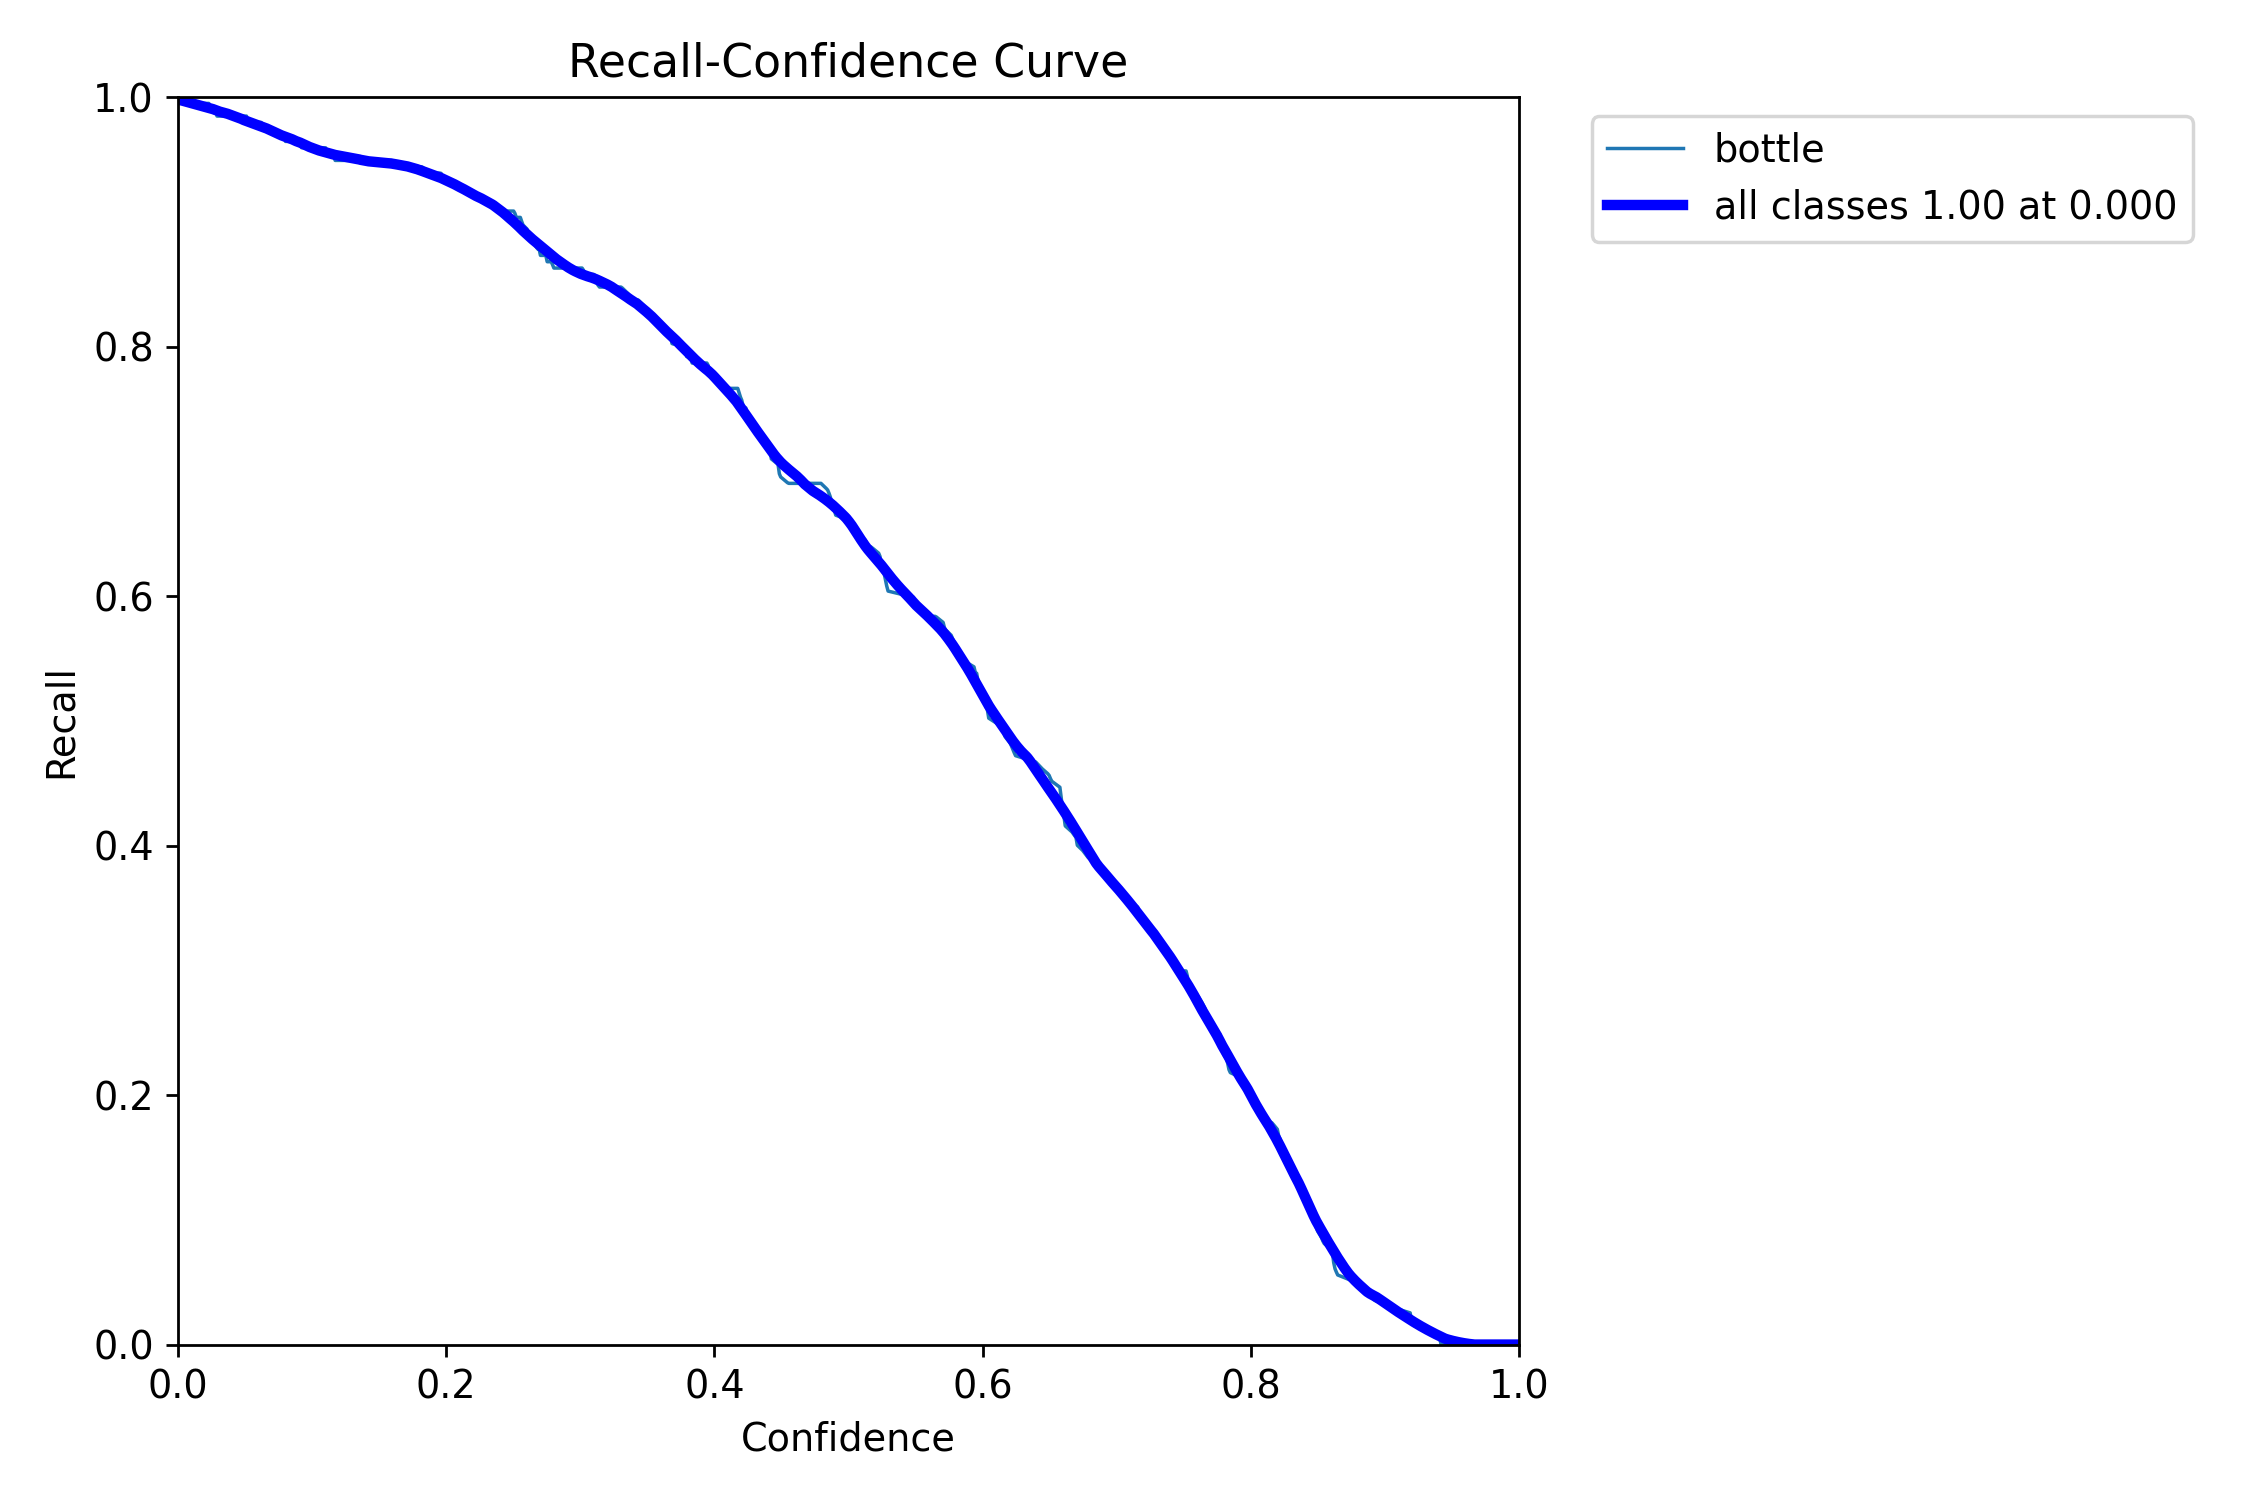 Recall-Confidence Curve
1.0
0.8
0.6
0.4
0.2
0.0
Recall
0.0 0.2 0.4 0.6 0.8 1.0
Confidence
bottle
all classes 1.00 at 0.000